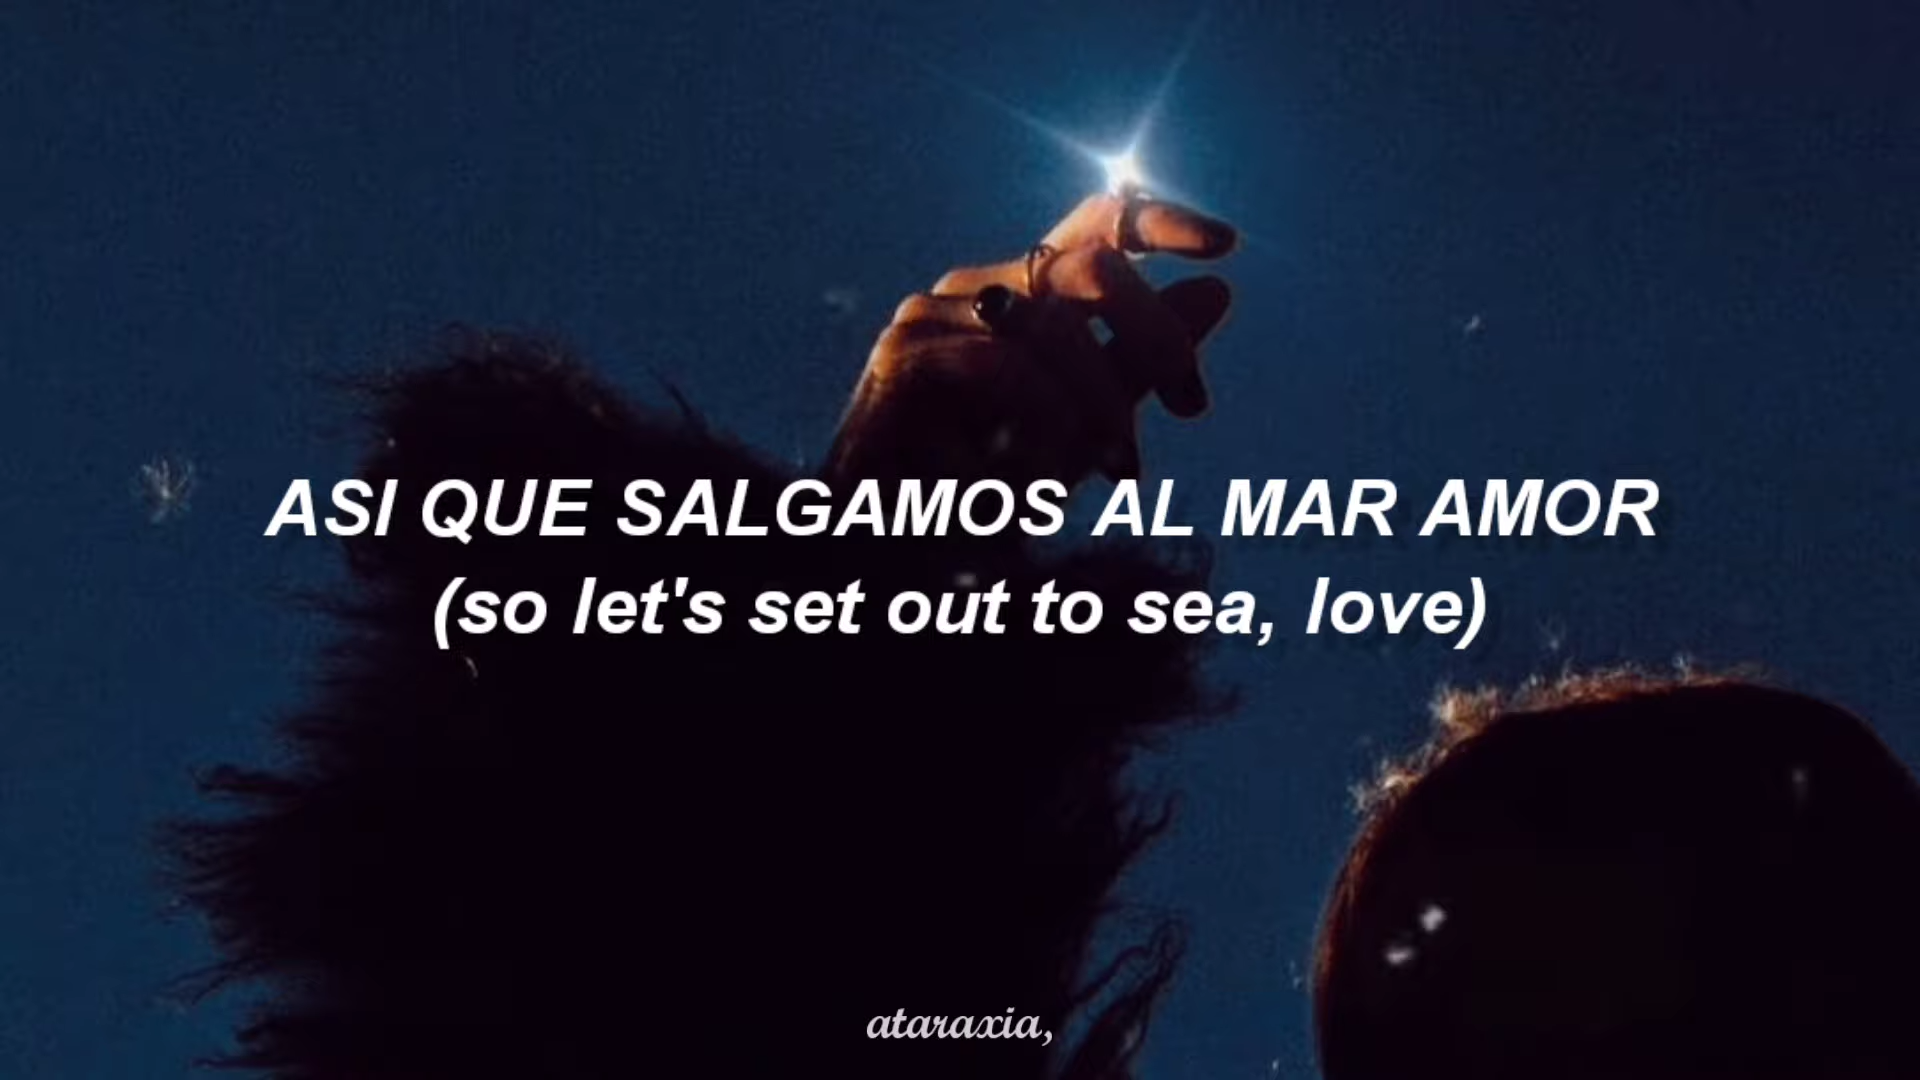 ASI QUE SALGAMOS AL MAR AMOR
(so let's set out to sea, love)
ataraxia,